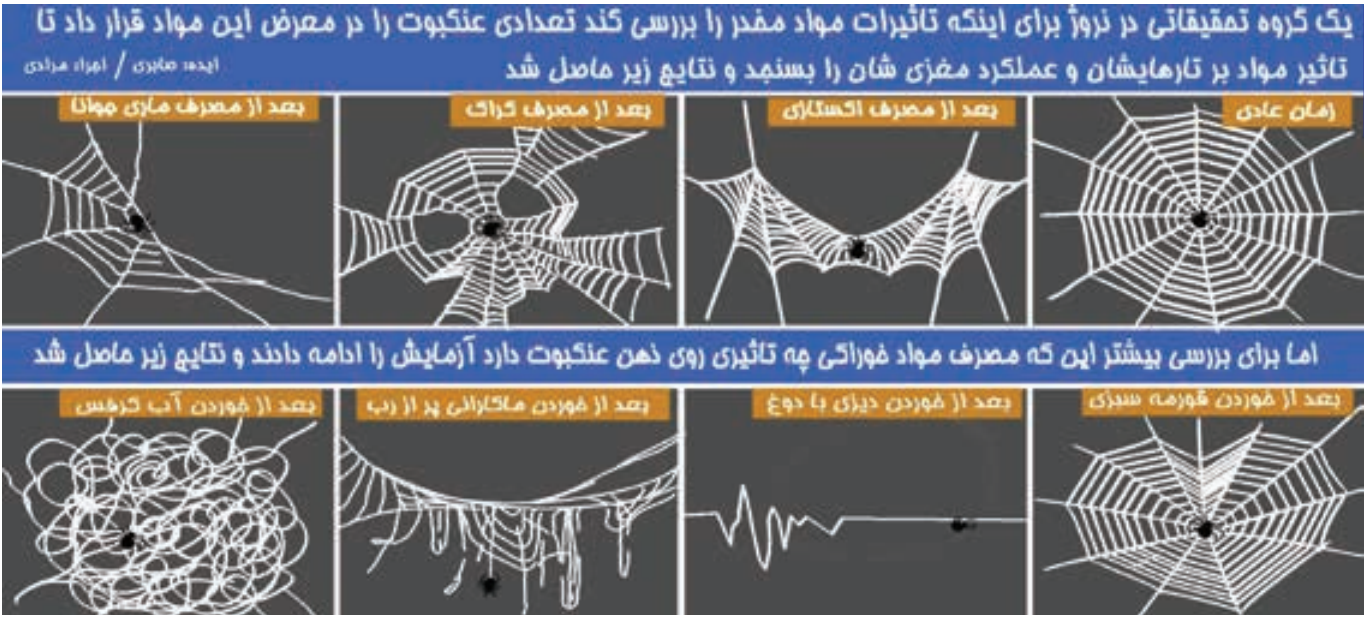 یک گروه تحقیقاتی در نروژ برای اینکه تاثیرات مواد مخدر را بررسی کند تعدادی عنکبوت را در معرض این مواد قرار داد تا
تاثیر مواد بر تارهایشان و عملکرد مغزی شان را بسنجد و نتایج زیر حاصل شد
ایده: صابری / اجرا: مرادی
زمان عادی
بعد از مصرف اکستازی
بعد از مصرف کراک
بعد از مصرف ماری جوانا
اما برای بررسی بیشتر این که مصرف مواد خوراکی چه تاثیری روی ذهن عنکبوت دارد آزمایش را ادامه دادند و نتایج زیر حاصل شد
بعد از خوردن قورمه سبزی
بعد از خوردن دیزی با دوغ
بعد از خوردن ماکارانی پر از رب
بعد از خوردن آب کرفس